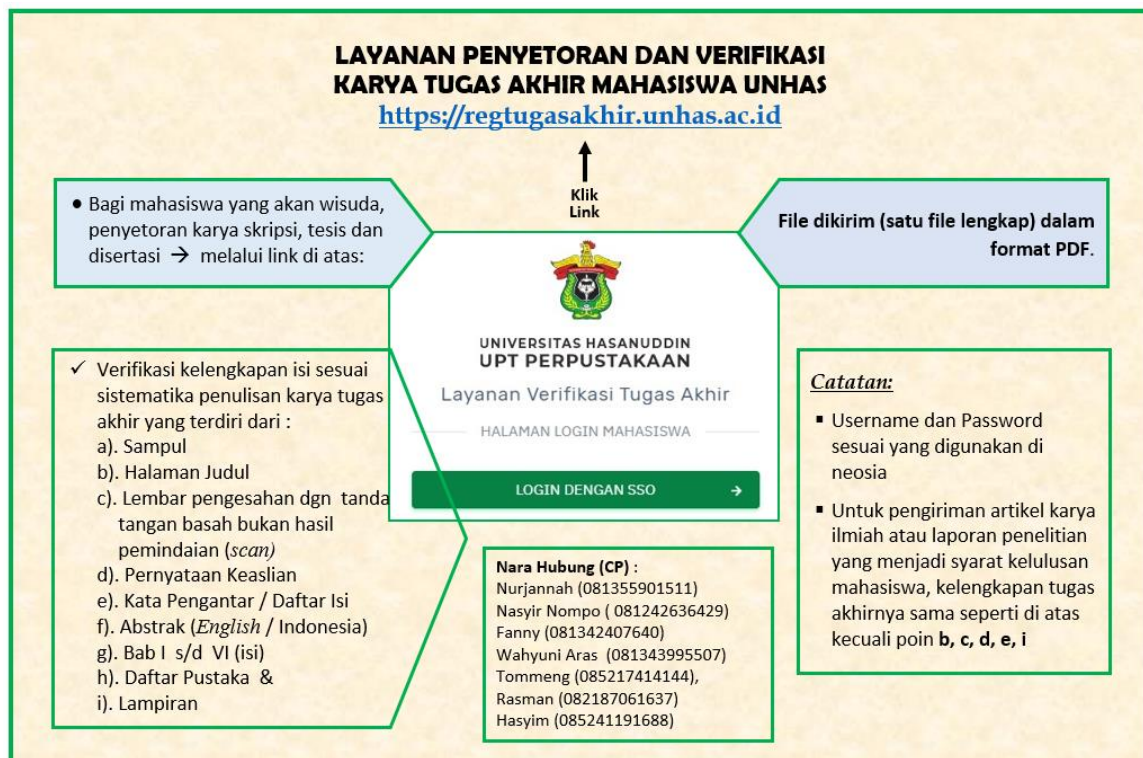 LAYANAN PENYETORAN DAN VERIFIKASI
KARYA TUGAS AKHIR MAHASISWA UNHAS
https://regtugasakhir.unhas.ac.id
Klik
Link
● Bagi mahasiswa yang akan wisuda,
penyetoran karya skripsi, tesis dan
disertasi → melalui link di atas:
File dikirim (satu file lengkap) dalam
format PDF.
UNIVERSITAS HASANUDDIN
UPT PERPUSTAKAAN
Layanan Verifikasi Tugas Akhir
HALAMAN LOGIN MAHASISWA
LOGIN DENGAN SSO →
✓ Verifikasi kelengkapan isi sesuai
sistematika penulisan karya tugas
akhir yang terdiri dari :
a). Sampul
b). Halaman Judul
c). Lembar pengesahan dgn tanda
tangan basah bukan hasil
pemindaian (scan)
d). Pernyataan Keaslian
e). Kata Pengantar / Daftar Isi
f). Abstrak (English / Indonesia)
g). Bab I s/d VI (isi)
h). Daftar Pustaka &
i). Lampiran
Nara Hubung (CP) :
Nurjannah (081355901511)
Nasyir Nompo ( 081242636429)
Fanny (081342407640)
Wahyuni Aras (081343995507)
Tommeng (085217414144),
Rasman (082187061637)
Hasyim (085241191688)
Catatan:
▪ Username dan Password
sesuai yang digunakan di
neosia
▪ Untuk pengiriman artikel karya
ilmiah atau laporan penelitian
yang menjadi syarat kelulusan
mahasiswa, kelengkapan tugas
akhirnya sama seperti di atas
kecuali poin b, c, d, e, i